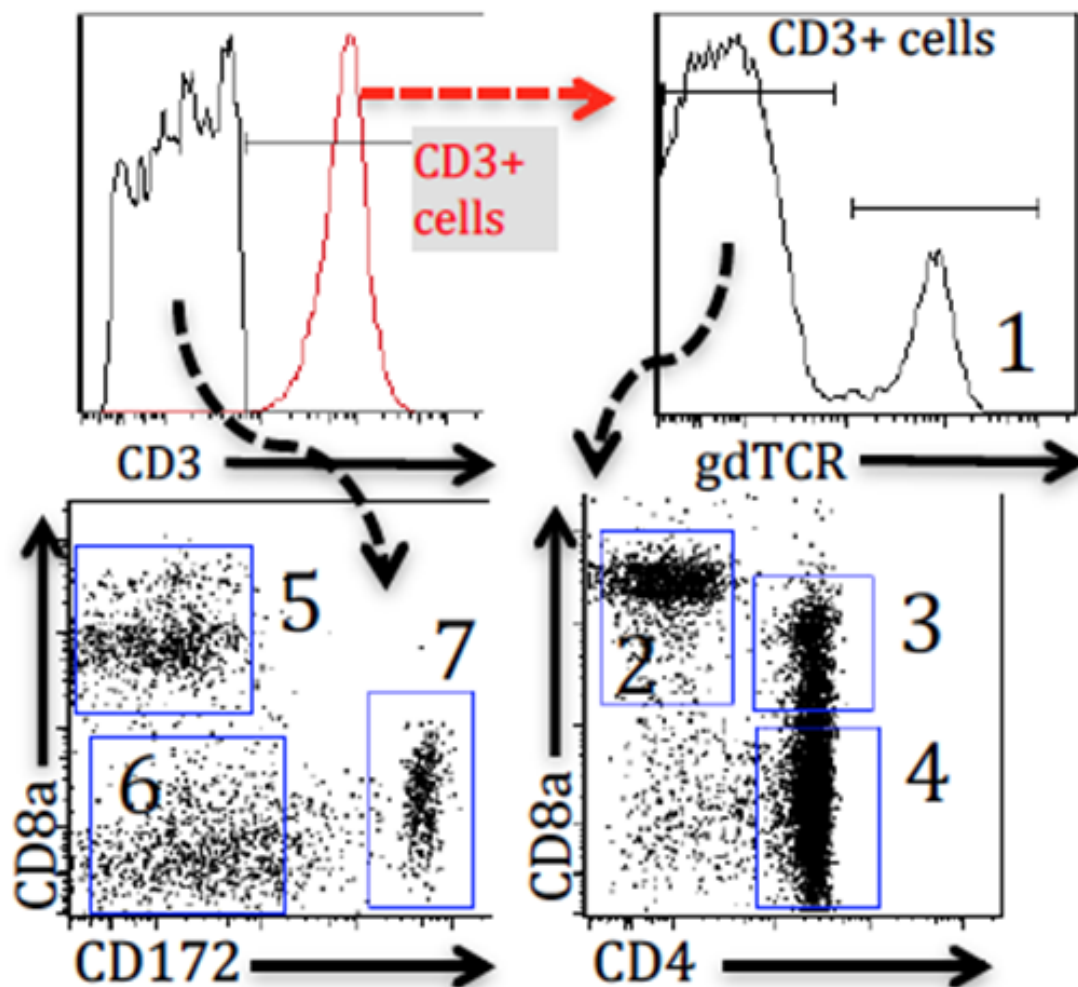 CD3+ cells
CD3+
cells
1
CD3
gdTCR
5
7
6
CD8a
CD172
2
3
4
CD8a
CD4